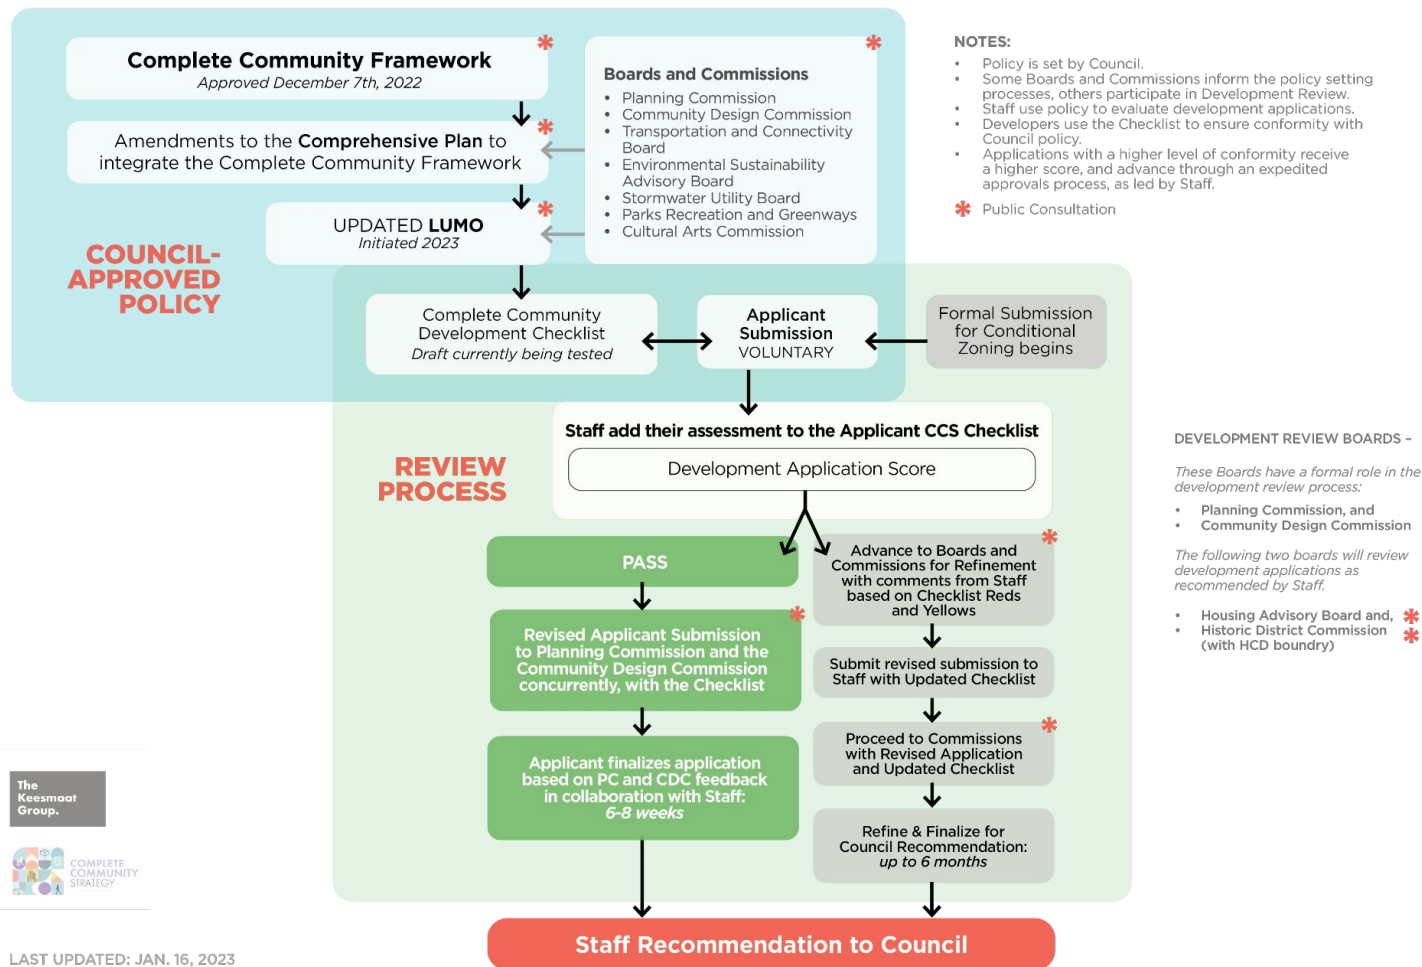 Complete Community Framework
Approved December 7th, 2022
Amendments to the Comprehensive Plan to
integrate the Complete Community Framework
UPDATED LUMO
Initiated 2023
COUNCIL-
APPROVED
POLICY
Boards and Commissions
• Planning Commission
• Community Design Commission
• Transportation and Connectivity
Board
• Environmental Sustainability
Advisory Board
• Stormwater Utility Board
• Parks Recreation and Greenways
• Cultural Arts Commission
NOTES:
• Policy is set by Council.
• Some Boards and Commissions inform the policy setting
processes, others participate in Development Review.
• Staff use policy to evaluate development applications.
• Developers use the Checklist to ensure conformity with
Council policy.
• Applications with a higher level of conformity receive
a higher score, and advance through an expedited
approvals process, as led by Staff.
* Public Consultation
Complete Community
Development Checklist
Draft currently being tested
Applicant
Submission
VOLUNTARY
Formal Submission
for Conditional
Zoning begins
REVIEW
PROCESS
Staff add their assessment to the Applicant CCS Checklist
Development Application Score
PASS
Revised Applicant Submission
to Planning Commission and the
Community Design Commission
concurrently, with the Checklist
Applicant finalizes application
based on PC and CDC feedback
in collaboration with Staff:
6-8 weeks
Advance to Boards and
Commissions for Refinement
with comments from Staff
based on Checklist Reds
and Yellows
Submit revised submission to
Staff with Updated Checklist
Proceed to Commissions
with Revised Application
and Updated Checklist
Refine & Finalize for
Council Recommendation:
up to 6 months
Staff Recommendation to Council
DEVELOPMENT REVIEW BOARDS –
These Boards have a formal role in the
development review process:
• Planning Commission, and
• Community Design Commission
The following two boards will review
development applications as
recommended by Staff.
• Housing Advisory Board and, *
• Historic District Commission *
(with HCD boundry)
The
Keesmaat
Group.
COMPLETE
COMMUNITY
STRATEGY
LAST UPDATED: JAN. 16, 2023